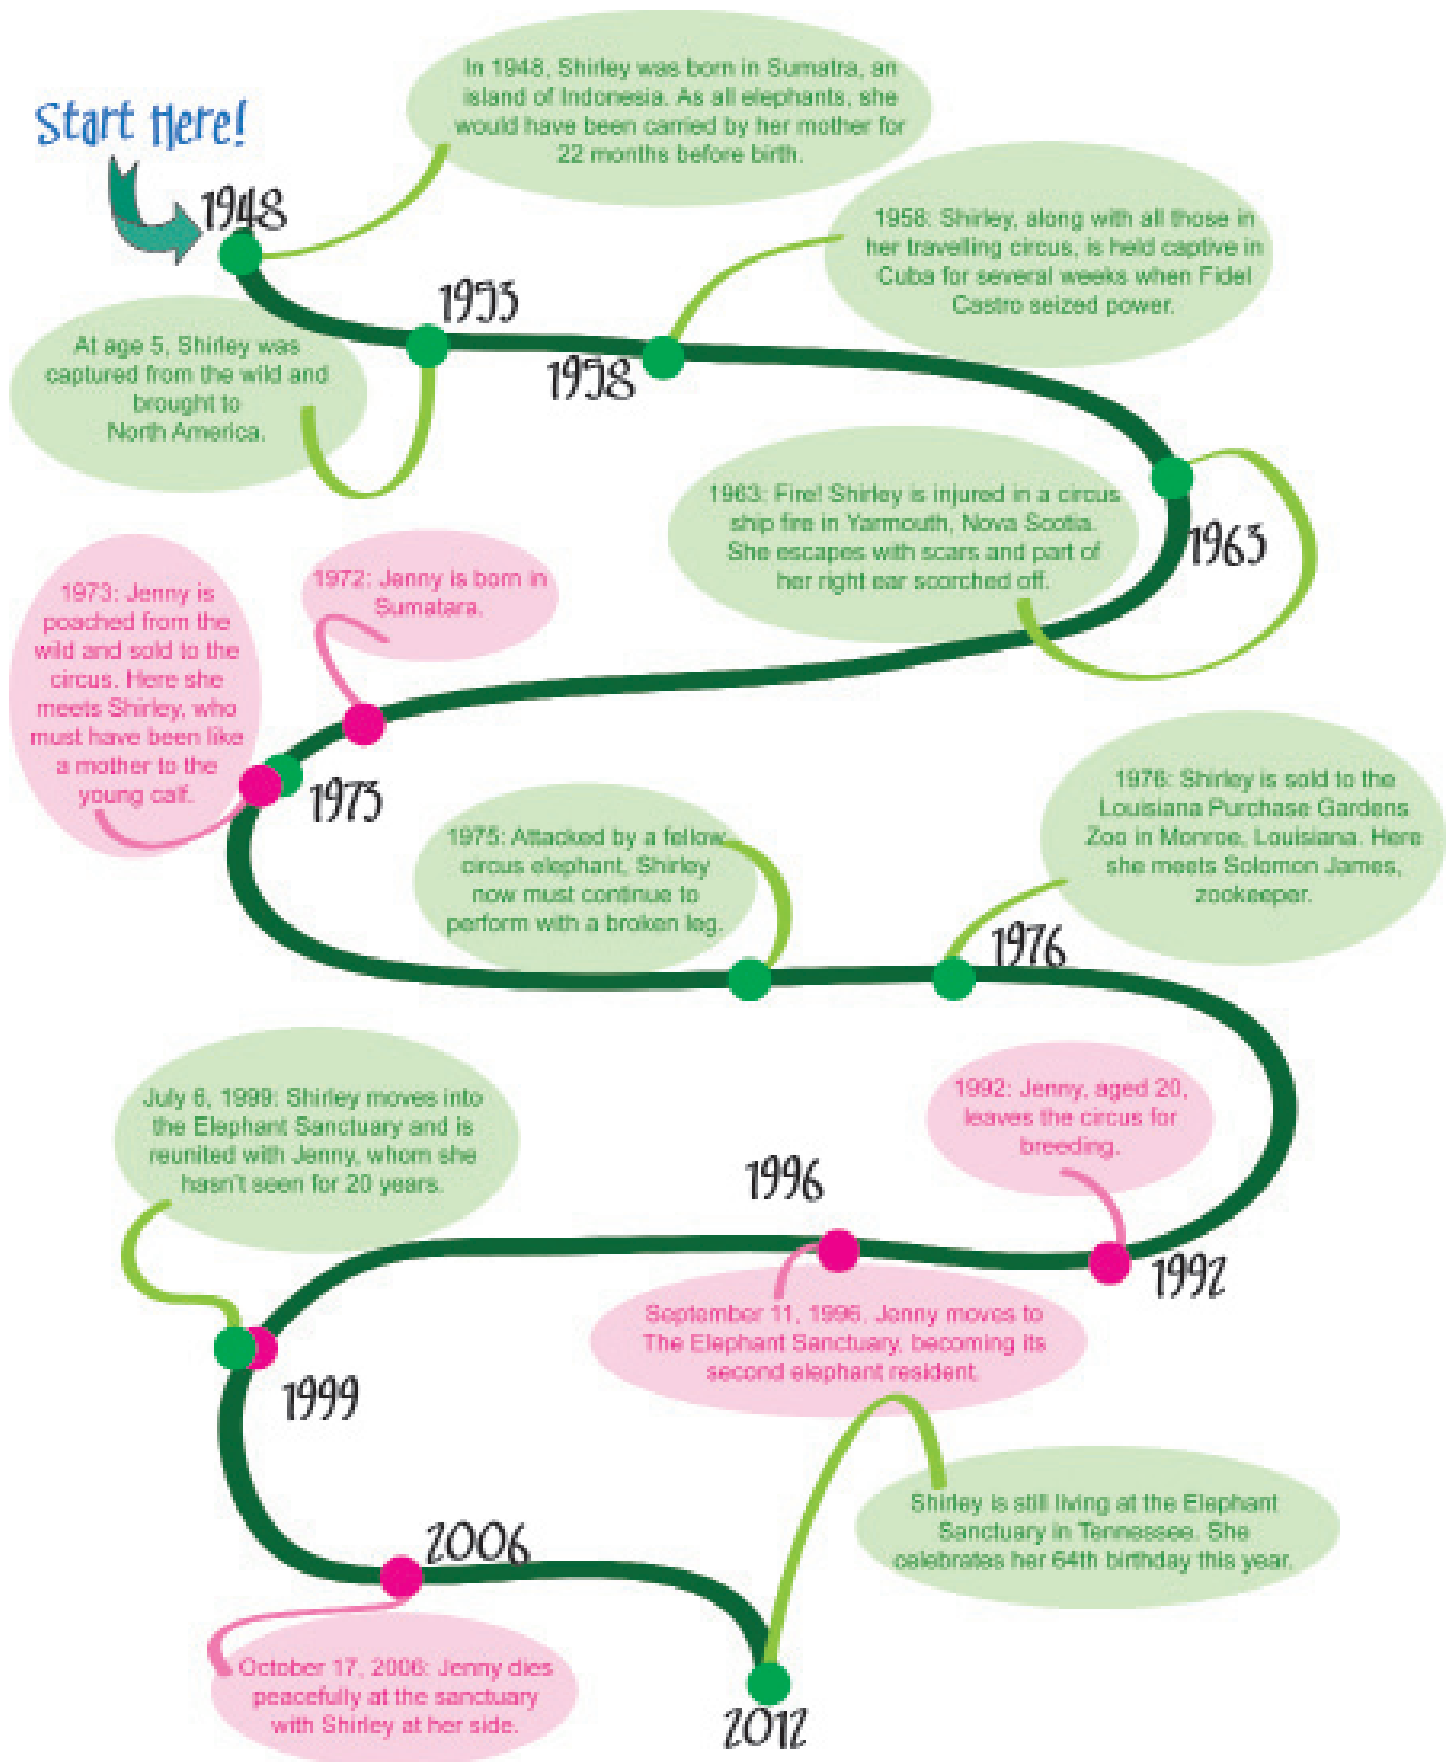 Start Here!
In 1948, Shirley was born in Sumatra, an
island of Indonesia. As all elephants, she
would have been carried by her mother for
22 months before birth.
1948
1953
At age 5, Shirley was
captured from the wild and
brought to
North America.
1958: Shirley, along with all those in
her travelling circus, is held captive in
Cuba for several weeks when Fidel
Castro seized power.
1958
1963: Fire! Shirley is injured in a circus
ship fire in Yarmouth, Nova Scotia.
She escapes with scars and part of
her right ear scorched off.
1963
1972: Jenny is born in
Sumatara.
1973: Jenny is
poached from the
wild and sold to the
circus. Here she
meets Shirley, who
must have been like
a mother to the
young calf.
1973
1975: Attacked by a fellow
circus elephant, Shirley
now must continue to
perform with a broken leg.
1976: Shirley is sold to the
Louisiana Purchase Gardens
Zoo in Monroe, Louisiana. Here
she meets Solomon James,
zookeeper.
1976
1992: Jenny, aged 20,
leaves the circus for
breeding.
1992
1996
September 11, 1996, Jenny moves to
The Elephant Sanctuary, becoming its
second elephant resident.
July 6, 1999: Shirley moves into
the Elephant Sanctuary and is
reunited with Jenny, whom she
hasn't seen for 20 years.
1999
2006
October 17, 2006: Jenny dies
peacefully at the sanctuary
with Shirley at her side.
Shirley is still living at the Elephant
Sanctuary in Tennessee. She
celebrates her 64th birthday this year.
2012